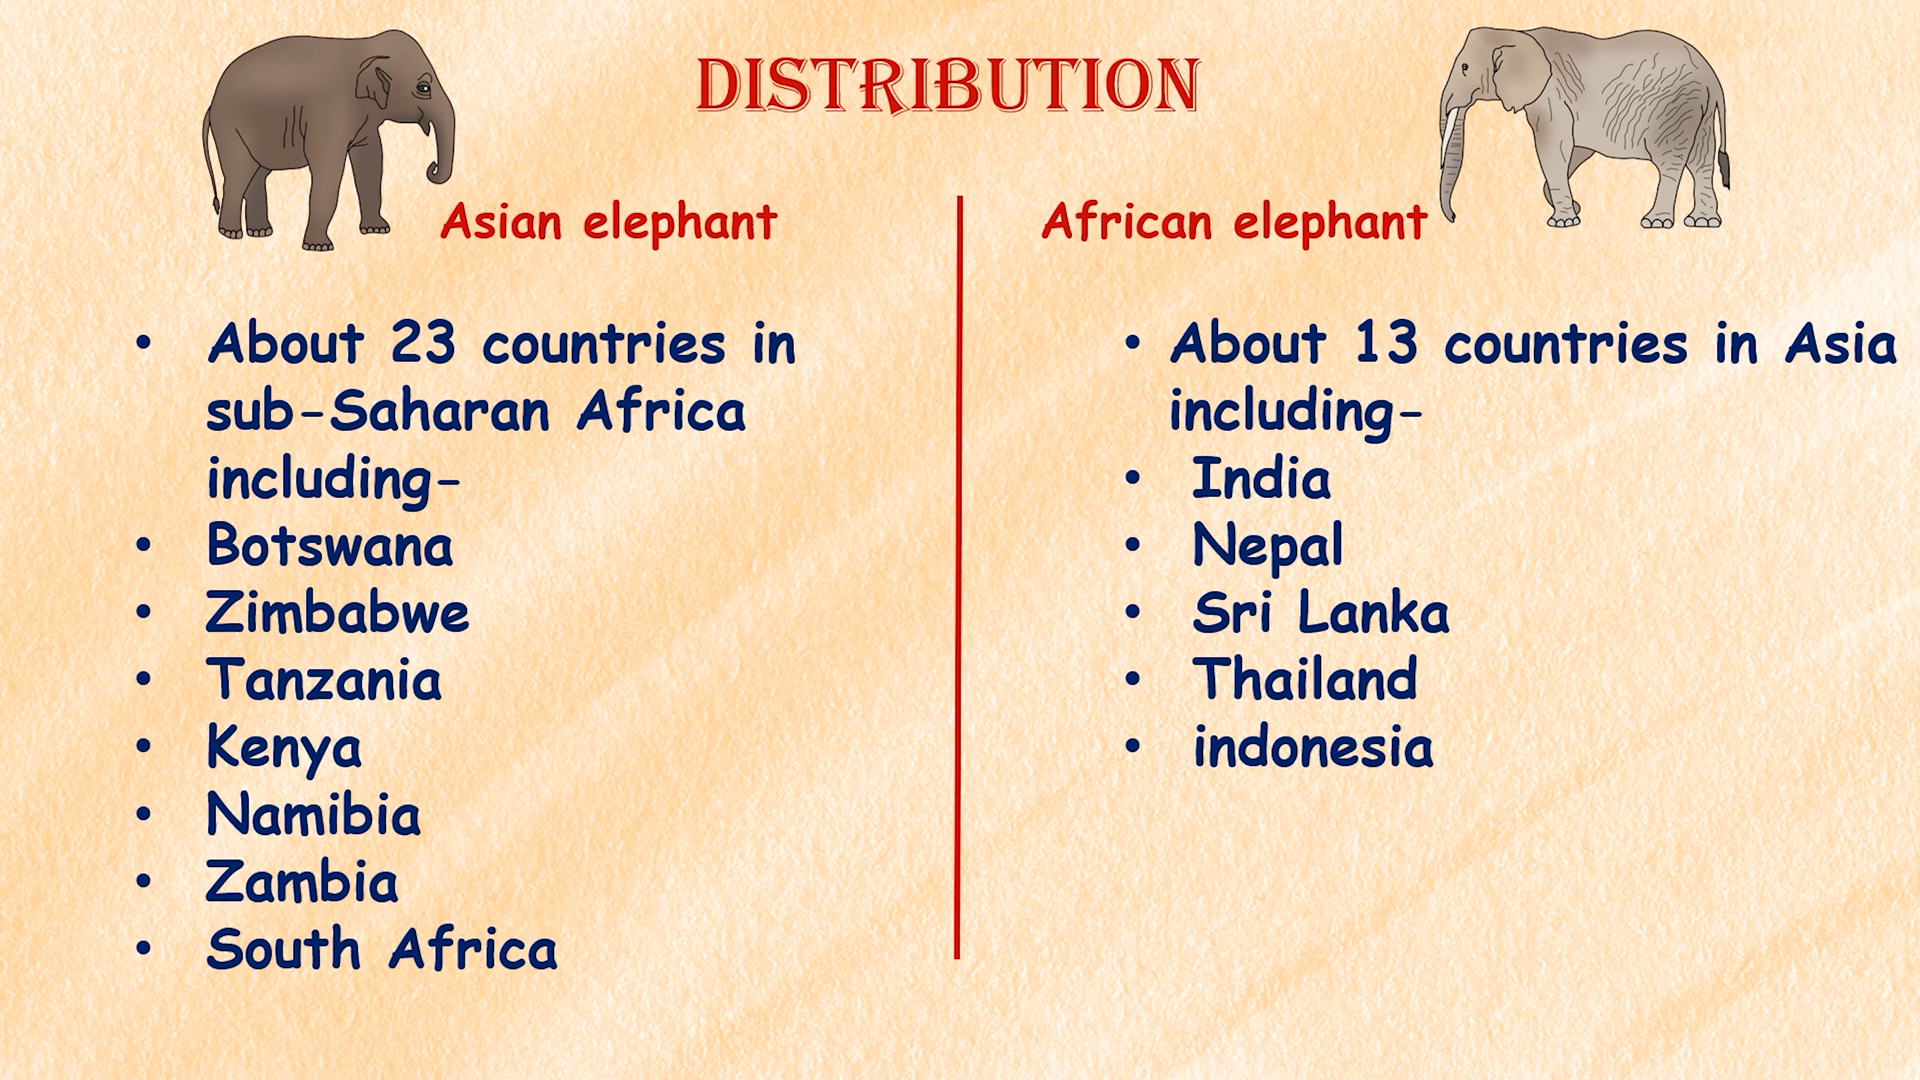 DISTRIBUTION
Asian elephant
• About 23 countries in
sub-Saharan Africa
including-
• Botswana
• Zimbabwe
• Tanzania
• Kenya
• Namibia
• Zambia
• South Africa
African elephant
• About 13 countries in Asia
including-
• India
• Nepal
• Sri Lanka
• Thailand
• indonesia